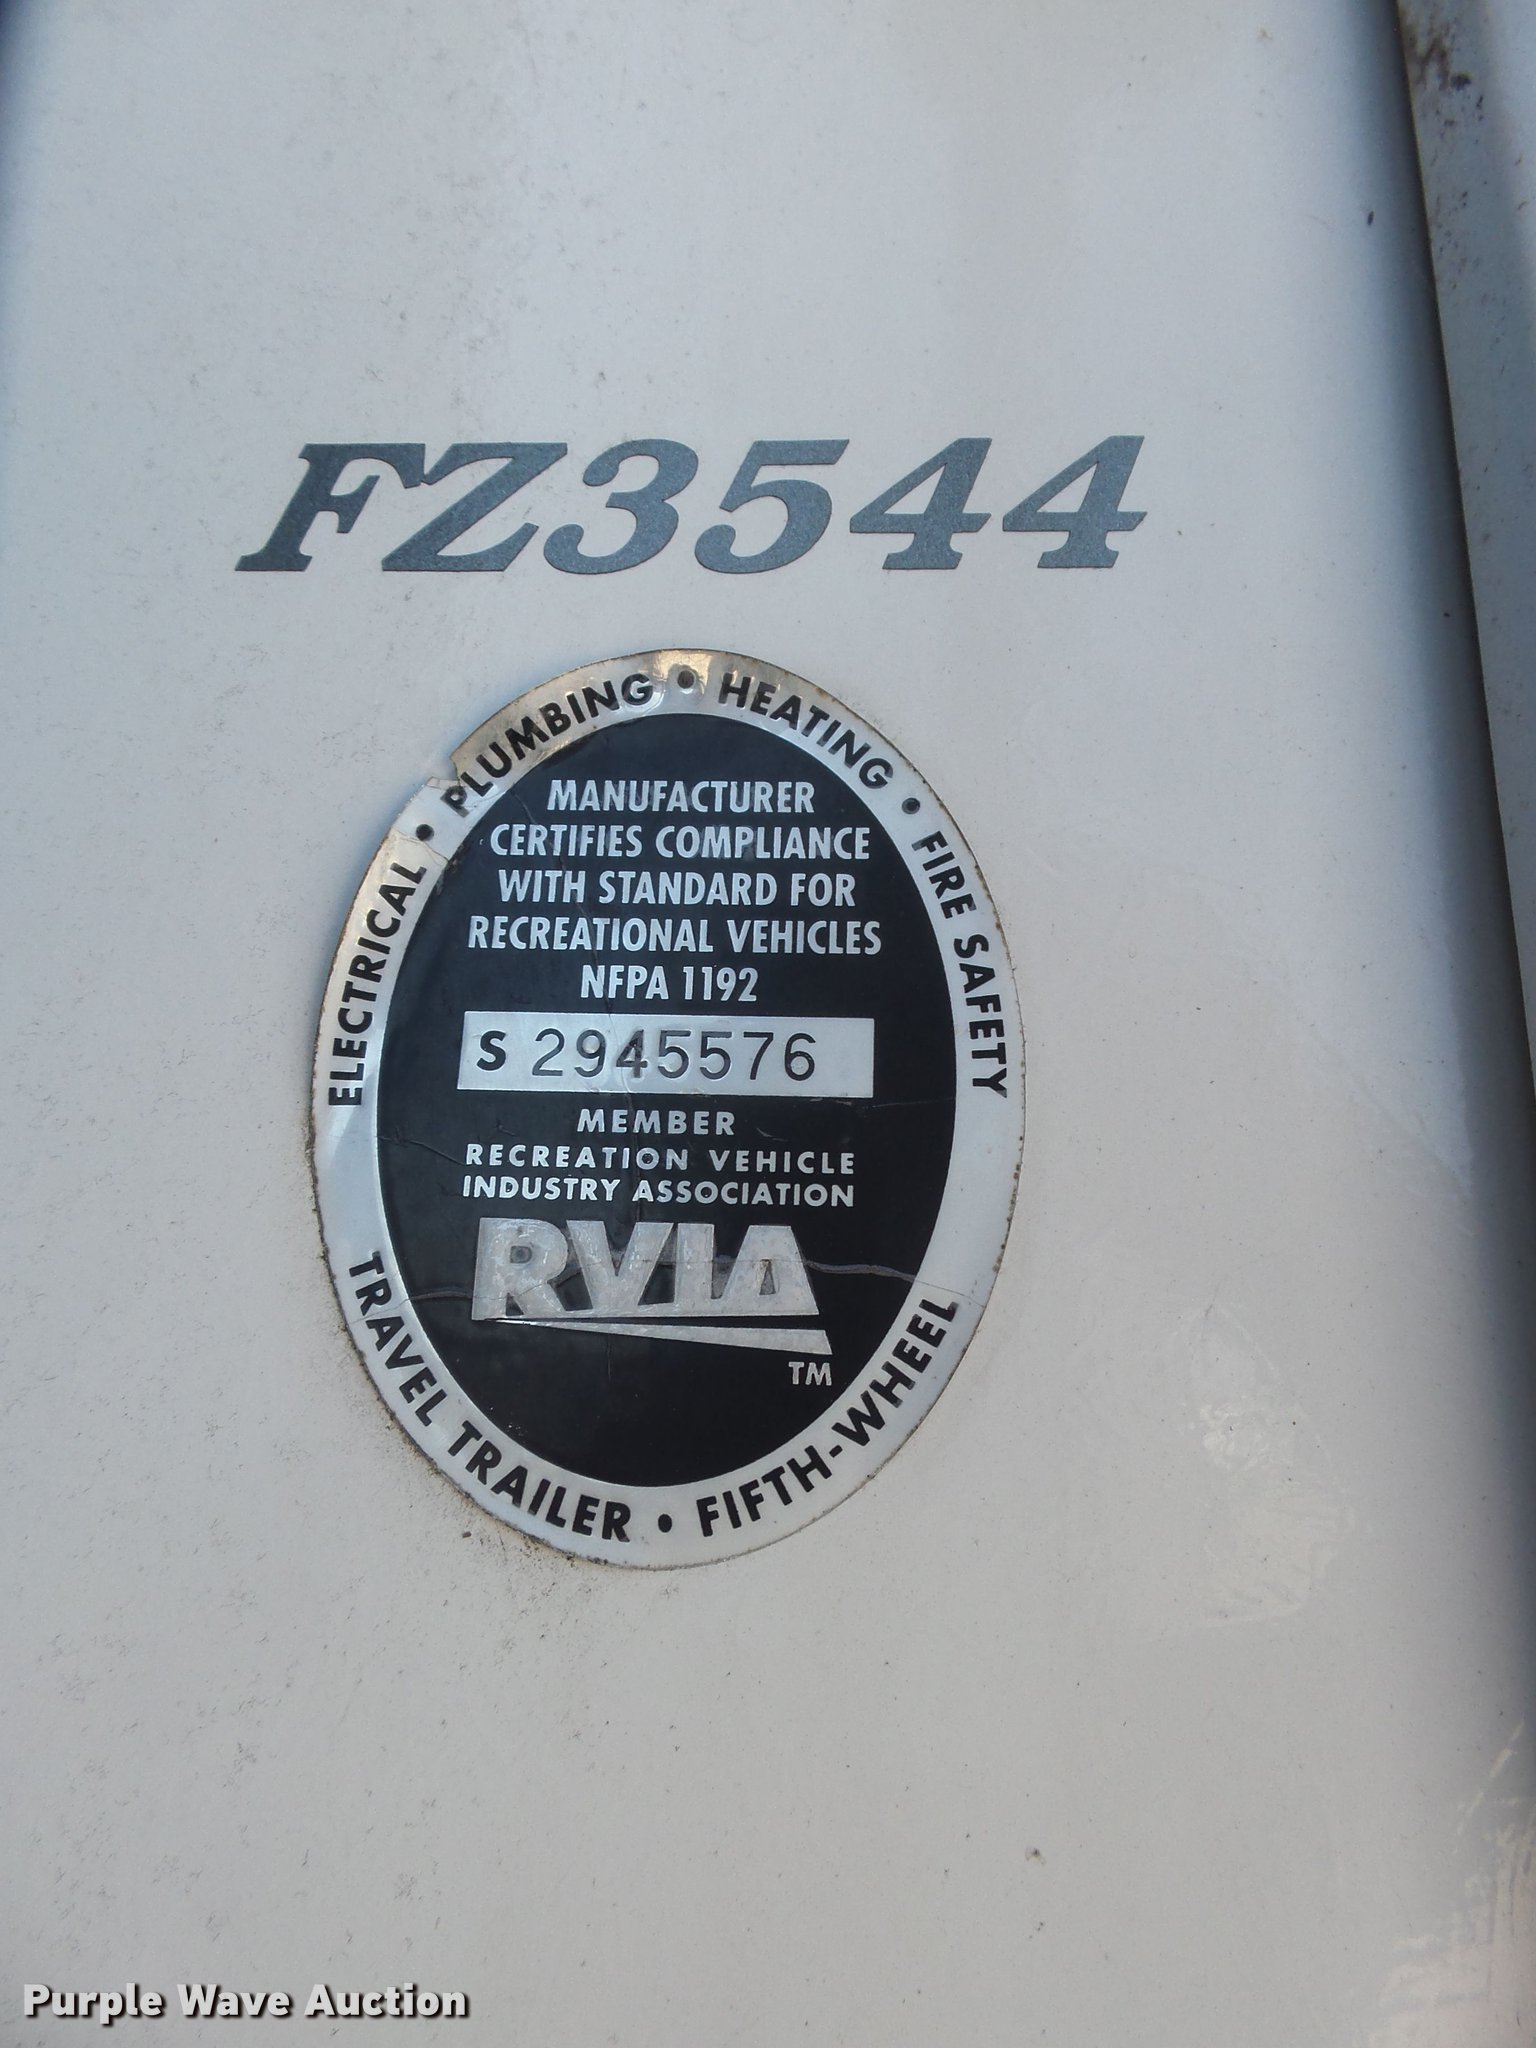 FZ3544
ELECTRICAL • PLUMBING • HEATING • FIRE SAFETY
MANUFACTURER
CERTIFIES COMPLIANCE
WITH STANDARD FOR
RECREATIONAL VEHICLES
NFPA 1192
S 2945576
MEMBER
RECREATION VEHICLE
INDUSTRY ASSOCIATION
RVIA
TM
TRAVEL TRAILER • FIFTH-WHEEL
Purple Wave Auction